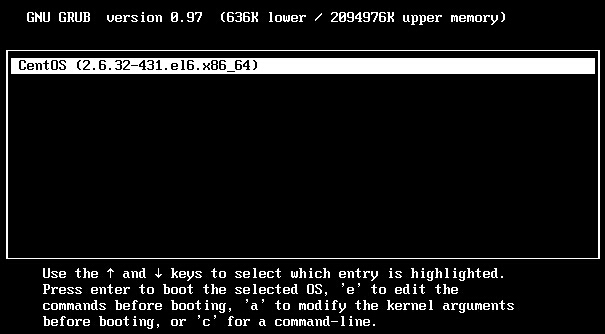 GNU GRUB  version 0.97  (636K lower / 2094976K upper memory)
CentOS (2.6.32-431.el6.x86_64)
Use the ↑ and ↓ keys to select which entry is highlighted.
Press enter to boot the selected OS, 'e' to edit the
commands before booting, 'a' to modify the kernel arguments
before booting, or 'c' for a command-line.